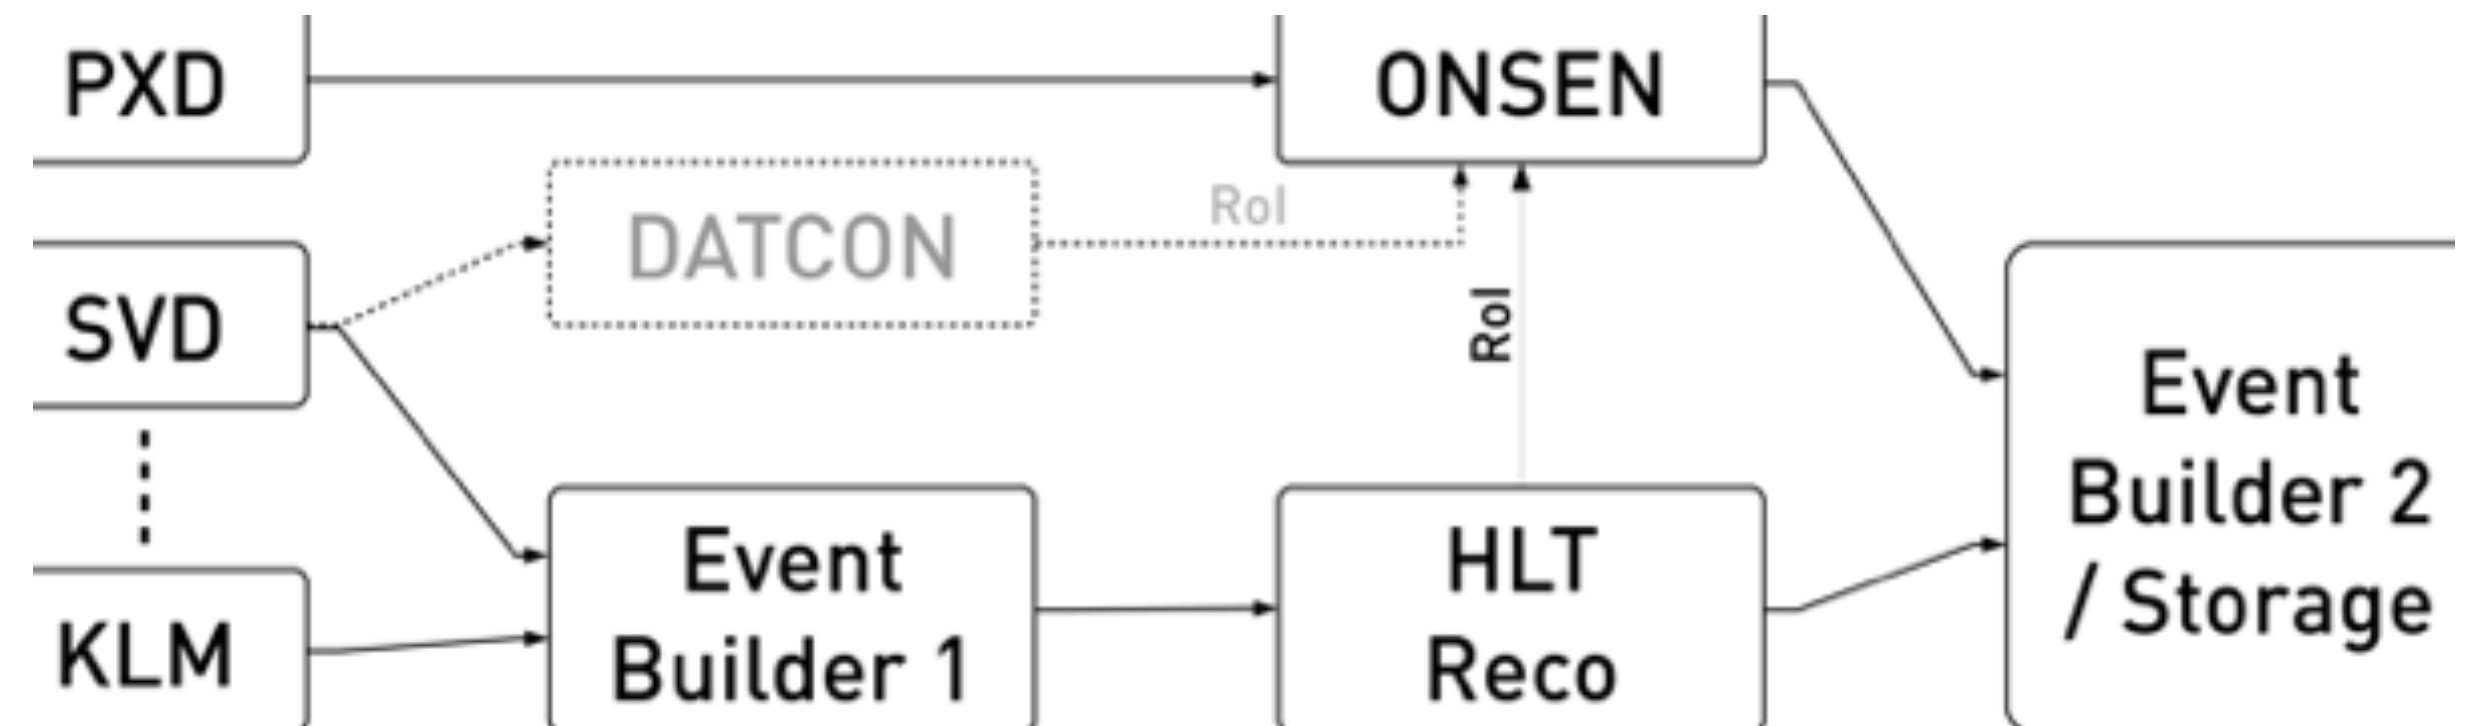 PXD
ONSEN
RoI
DATCON
SVD
RoI
Event
Builder 2
/ Storage
Event
Builder 1
HLT
Reco
KLM